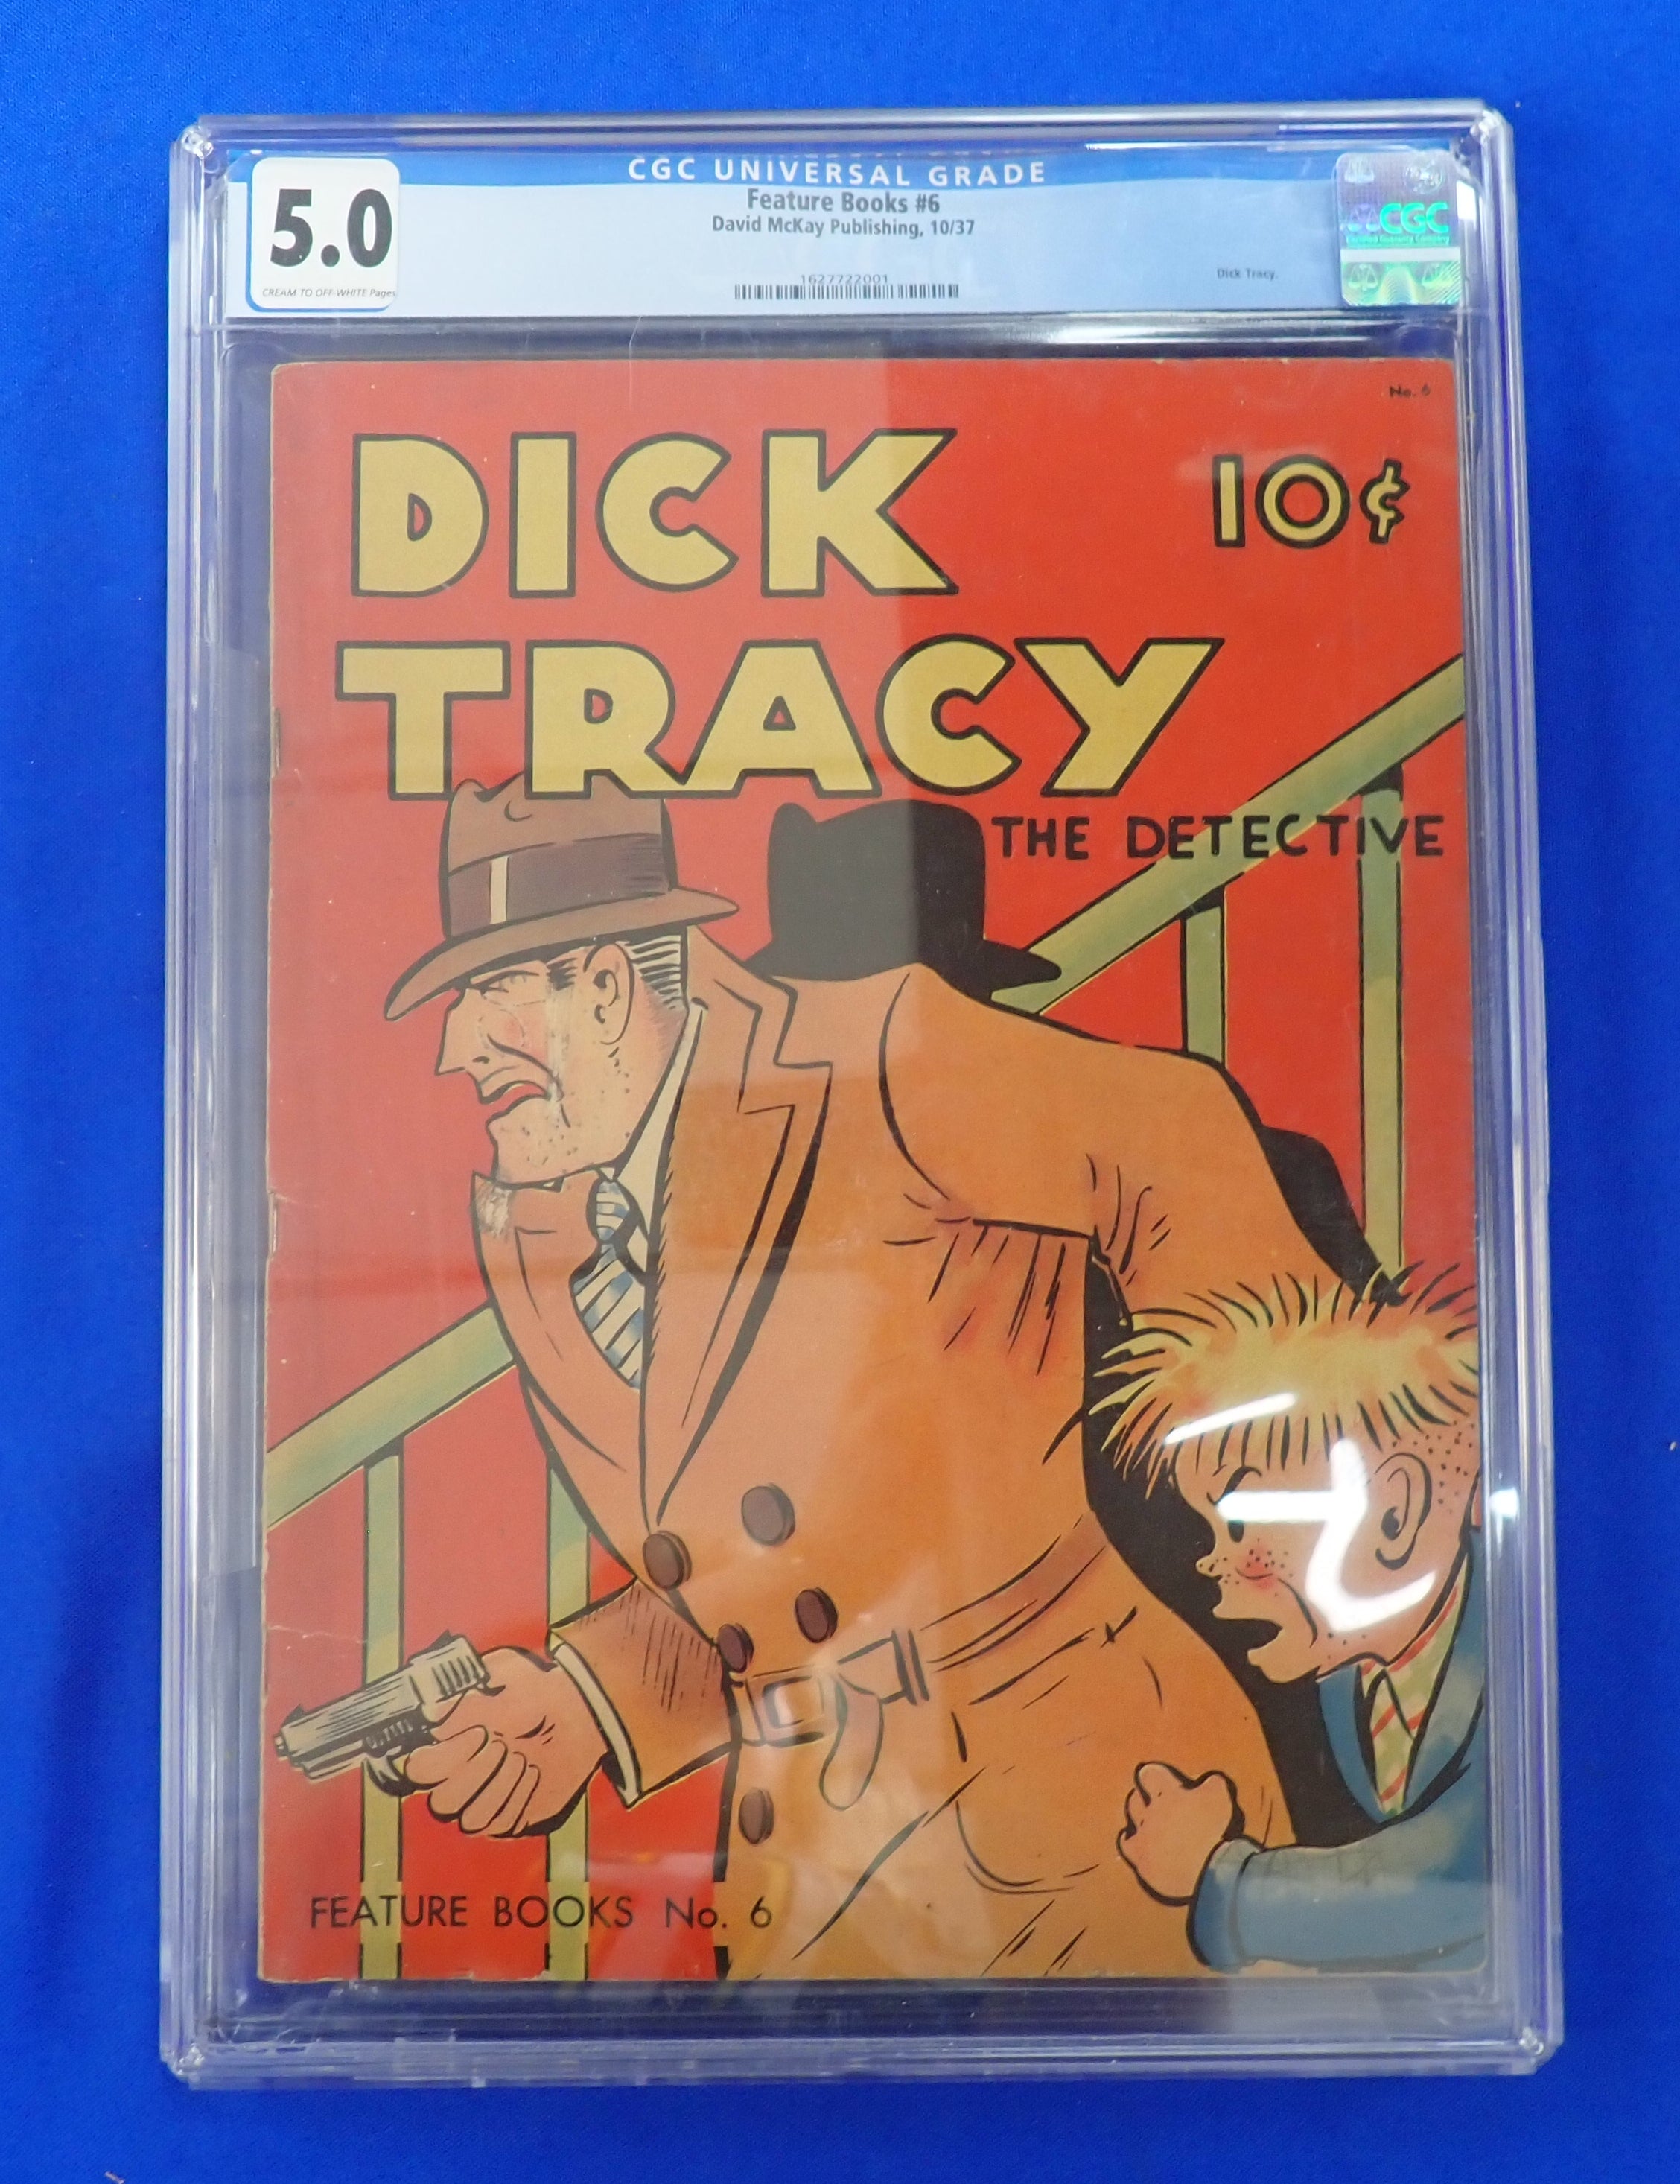 CGC UNIVERSAL GRADE
5.0
CREAM TO OFF-WHITE Pages
Feature Books #6
David McKay Publishing, 10/37
1627722001
Dick Tracy.
CGC
No. 6
DICK
10¢
TRACY
THE DETECTIVE
FEATURE BOOKS No. 6